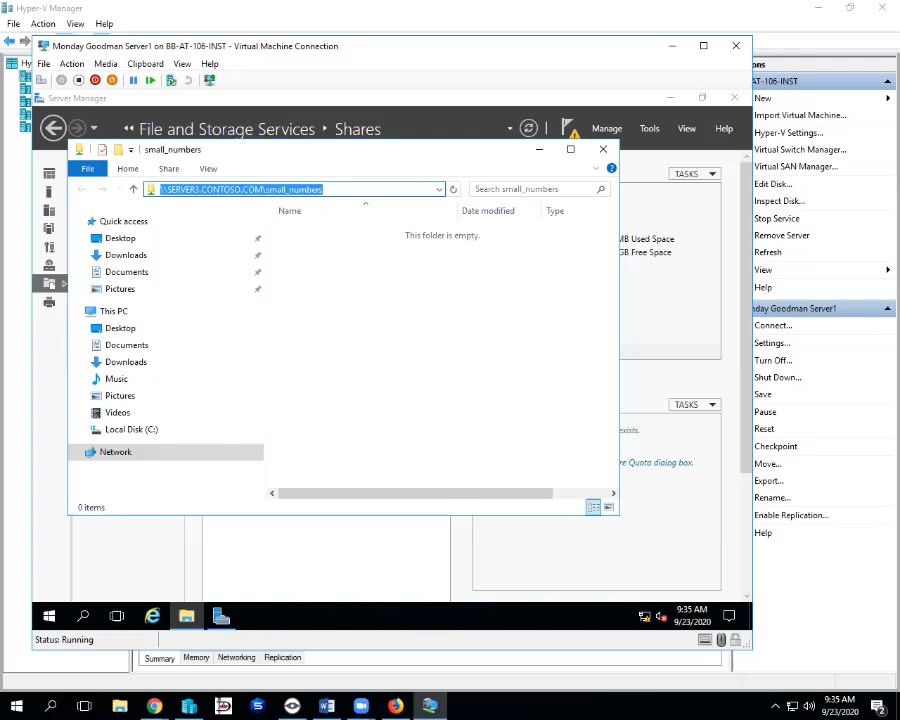 Hyper-V Manager
File Action View Help
Hy
Monday Goodman Server1 on BB-AT-106-INST - Virtual Machine Connection
File Action Media Clipboard View Help
Server Manager
File and Storage Services Shares
Manage Tools View Help
small_numbers
File Home Share View
\\SERVER3.CONTOSO.COM\small_numbers
Search small_numbers
Name Date modified Type
This folder is empty.
Quick access
Desktop
Downloads
Documents
Pictures
This PC
Desktop
Documents
Downloads
Music
Pictures
Videos
Local Disk (C:)
Network
0 items
TASKS
MB Used Space
GB Free Space
TASKS
exists.
re Quota dialog box.
9:35 AM
9/23/2020
Status: Running
Summary Memory Networking Replication
ons
AT-106-INST
New
Import Virtual Machine...
Hyper-V Settings...
Virtual Switch Manager...
Virtual SAN Manager...
Edit Disk...
Inspect Disk...
Stop Service
Remove Server
Refresh
View
Help
nday Goodman Server1
Connect...
Settings...
Turn Off...
Shut Down...
Save
Pause
Reset
Checkpoint
Move...
Export...
Rename...
Enable Replication...
Help
9:35 AM
9/23/2020
2